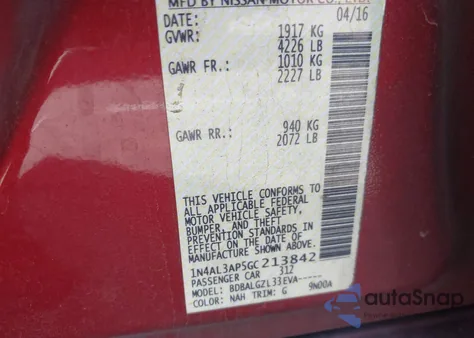 MFD BY NISSAN MOTOR CO., LTD.
DATE: 04/16
GVWR: 1917 KG
4226 LB
GAWR FR.: 1010 KG
2227 LB
GAWR RR.: 940 KG
2072 LB
THIS VEHICLE CONFORMS TO
ALL APPLICABLE FEDERAL
MOTOR VEHICLE SAFETY,
BUMPER, AND THEFT
PREVENTION STANDARDS IN
EFFECT ON THE DATE OF
MANUFACTURE SHOWN ABOVE.
1N4AL3AP5GC213842
PASSENGER CAR 312
MODEL: BDBALGZL33EVA-----
COLOR: NAH TRIM: G 9N00A
autoSnap